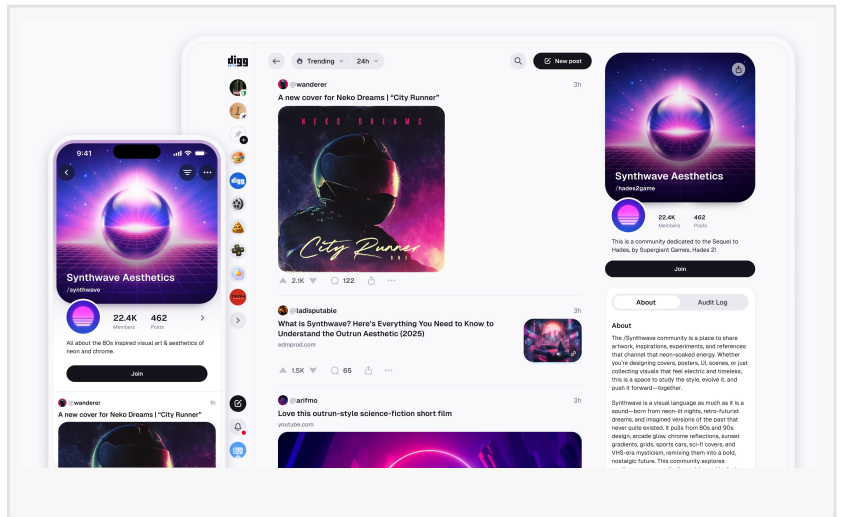 digg
Trending
24h
New post
@wanderer
3h
A new cover for Neko Dreams | "City Runner"
NEKO DREAMS
City Runner
ONE
2.1K
122
@ladisputable
3h
What is Synthwave? Here's Everything You Need to Know to
Understand the Outrun Aesthetic (2025)
edmprod.com
1.5K
65
@arifmo
3h
Love this outrun-style science-fiction short film
youtube.com
Synthwave Aesthetics
/hades2game
22.4K
462
Members
Posts
This is a community dedicated to the Sequel to
Hades, by Supergiant Games, Hades 2!
Join
About
Audit Log
About
The /Synthwave community is a place to share
artwork, inspirations, experiments, and references
that channel that neon-soaked energy. Whether
you're designing covers, posters, UI, scenes, or just
collecting visuals that feel electric and timeless,
this is a space to study the style, evolve it, and
push it forward—together.
Synthwave is a visual language as much as it is a
sound—born from neon-lit nights, retro-futurist
dreams, and imagined versions of the past that
never quite existed. It pulls from 80s and 90s
design, arcade glow, chrome reflections, sunset
gradients, grids, sports cars, sci-fi covers, and
VHS-era mysticism, remixing them into a bold,
nostalgic future. This community explores
9:41
Synthwave Aesthetics
/synthwave
22.4K
462
Members
Posts
All about the 80s inspired visual art & aesthetics of
neon and chrome.
Join
@wanderer
1h
A new cover for Neko Dreams | "City Runner"
digg